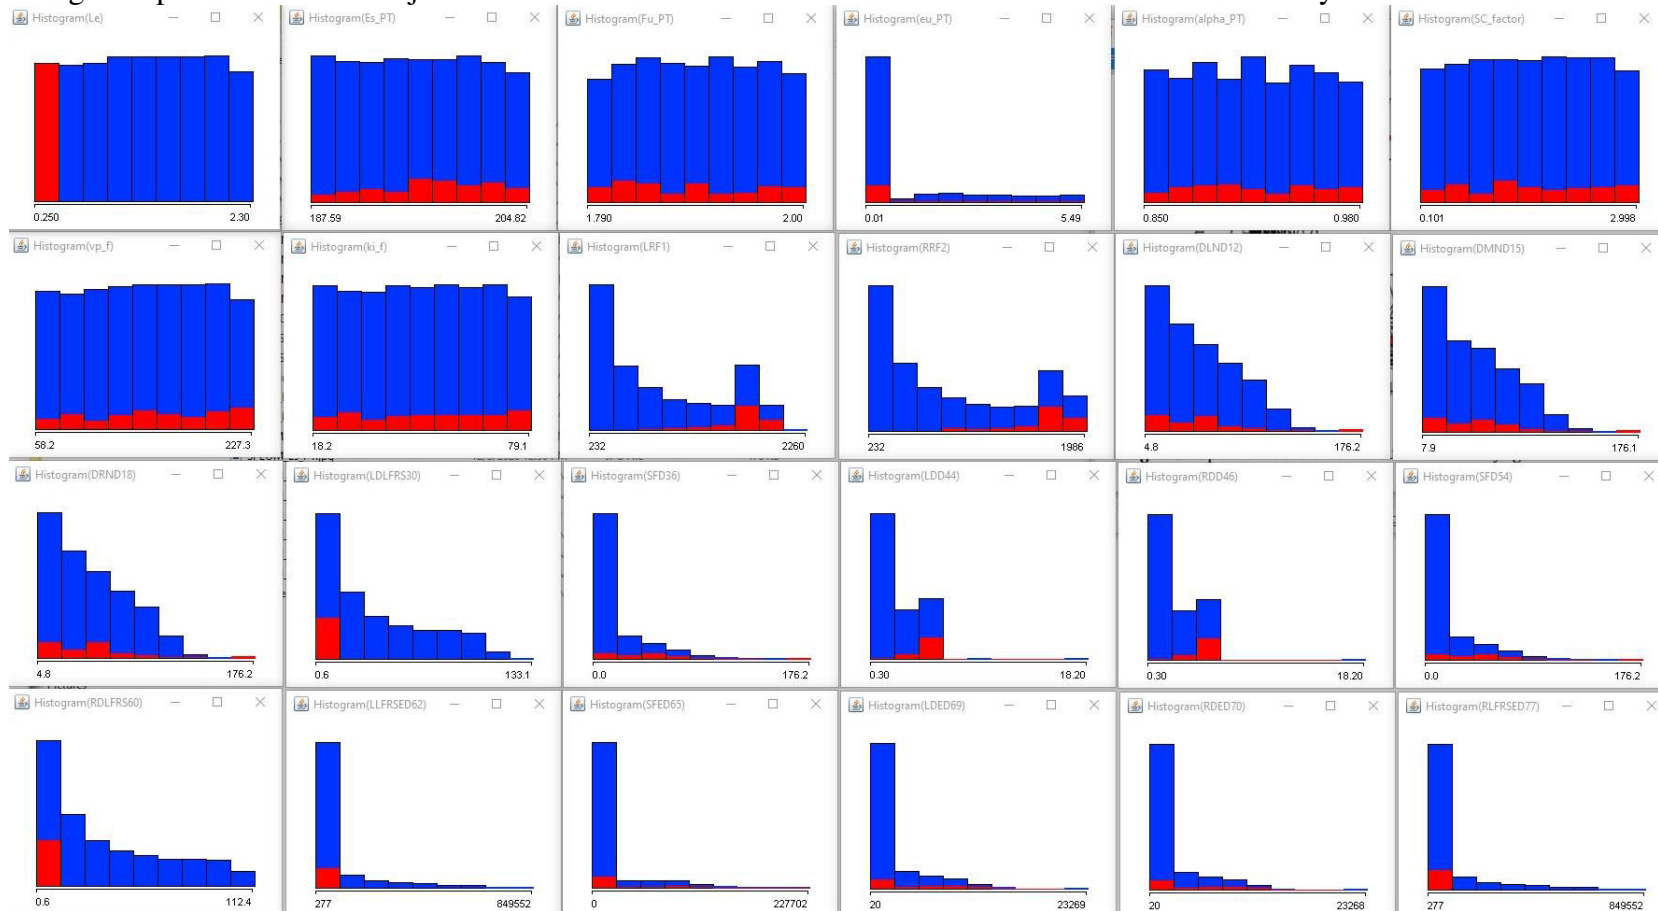 Histogram(Le) Histogram(Es_PT) Histogram(Fu_PT) Histogram(eu_PT) Histogram(alpha_PT) Histogram(SC_factor)
0.250 2.30 187.59 204.82 1.790 2.00 0.01 5.49 0.850 0.980 0.101 2.998
Histogram(vp_f) Histogram(ki_f) Histogram(LRF1) Histogram(RRF2) Histogram(DLND12) Histogram(DMND15)
58.2 227.3 18.2 79.1 232 2260 232 1986 4.8 176.2 7.9 176.1
Histogram(DRND18) Histogram(LDLFRS30) Histogram(SFD36) Histogram(LDD44) Histogram(RDD46) Histogram(SFD54)
4.8 176.2 0.6 133.1 0.0 176.2 0.30 18.20 0.30 18.20 0.0 176.2
Pictures
Histogram(RDLFRS60) Histogram(LLFRSED62) Histogram(SFED65) Histogram(LDED69) Histogram(RDED70) Histogram(RLFRSED77)
0.6 112.4 277 849552 0 227702 20 23269 20 23268 277 849552